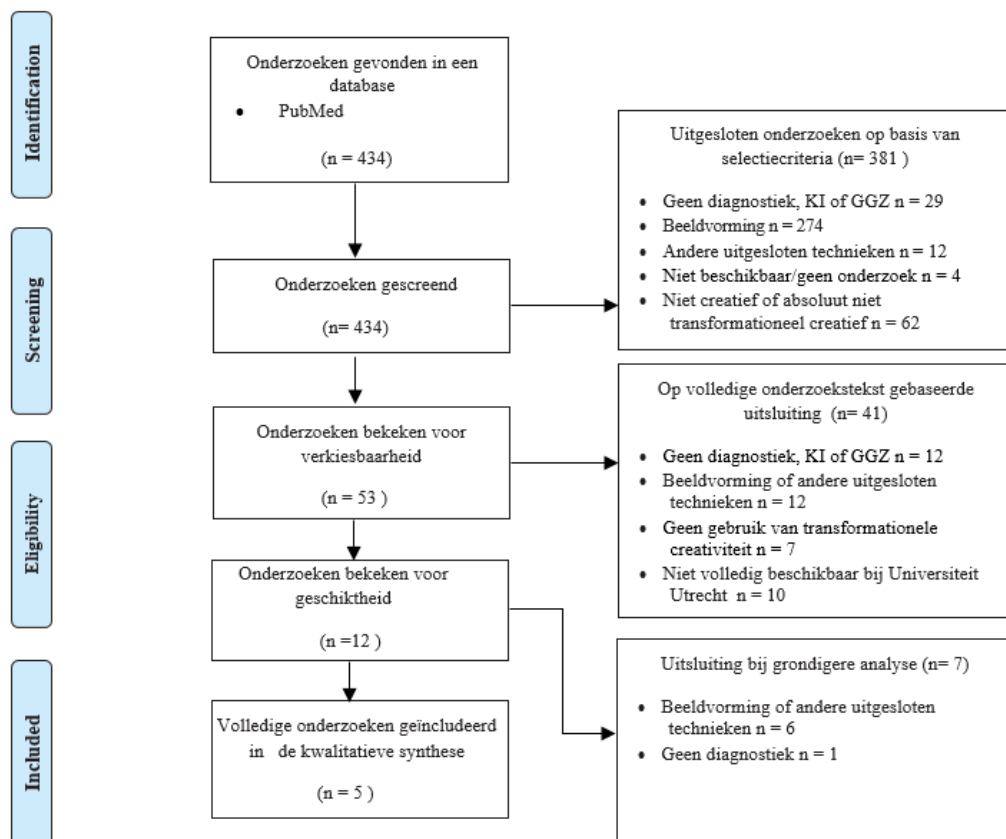 Identification
Onderzoeken gevonden in een
database
• PubMed
(n = 434)
Uitgesloten onderzoeken op basis van
selectiecriteria (n= 381 )
• Geen diagnostiek, KI of GGZ n = 29
• Beeldvorming n = 274
• Andere uitgesloten technieken n = 12
• Niet beschikbaar/geen onderzoek n = 4
• Niet creatief of absoluut niet
transformationeel creatief n = 62
Screening
Onderzoeken gescreend
(n= 434)
Op volledige onderzoekstekst gebaseerde
uitsluiting (n= 41)
• Geen diagnostiek, KI of GGZ n = 12
• Beeldvorming of andere uitgesloten
technieken n = 12
• Geen gebruik van transformationele
creativiteit n = 7
• Niet volledig beschikbaar bij Universiteit
Utrecht n = 10
Eligibility
Onderzoeken bekeken voor
verkiesbaarheid
(n = 53 )
Onderzoeken bekeken voor
geschiktheid
(n =12 )
Uitsluiting bij grondigere analyse (n= 7)
• Beeldvorming of andere uitgesloten
technieken n = 6
• Geen diagnostiek n = 1
Included
Volledige onderzoeken geïncludeerd
in de kwalitatieve synthese
(n = 5 )